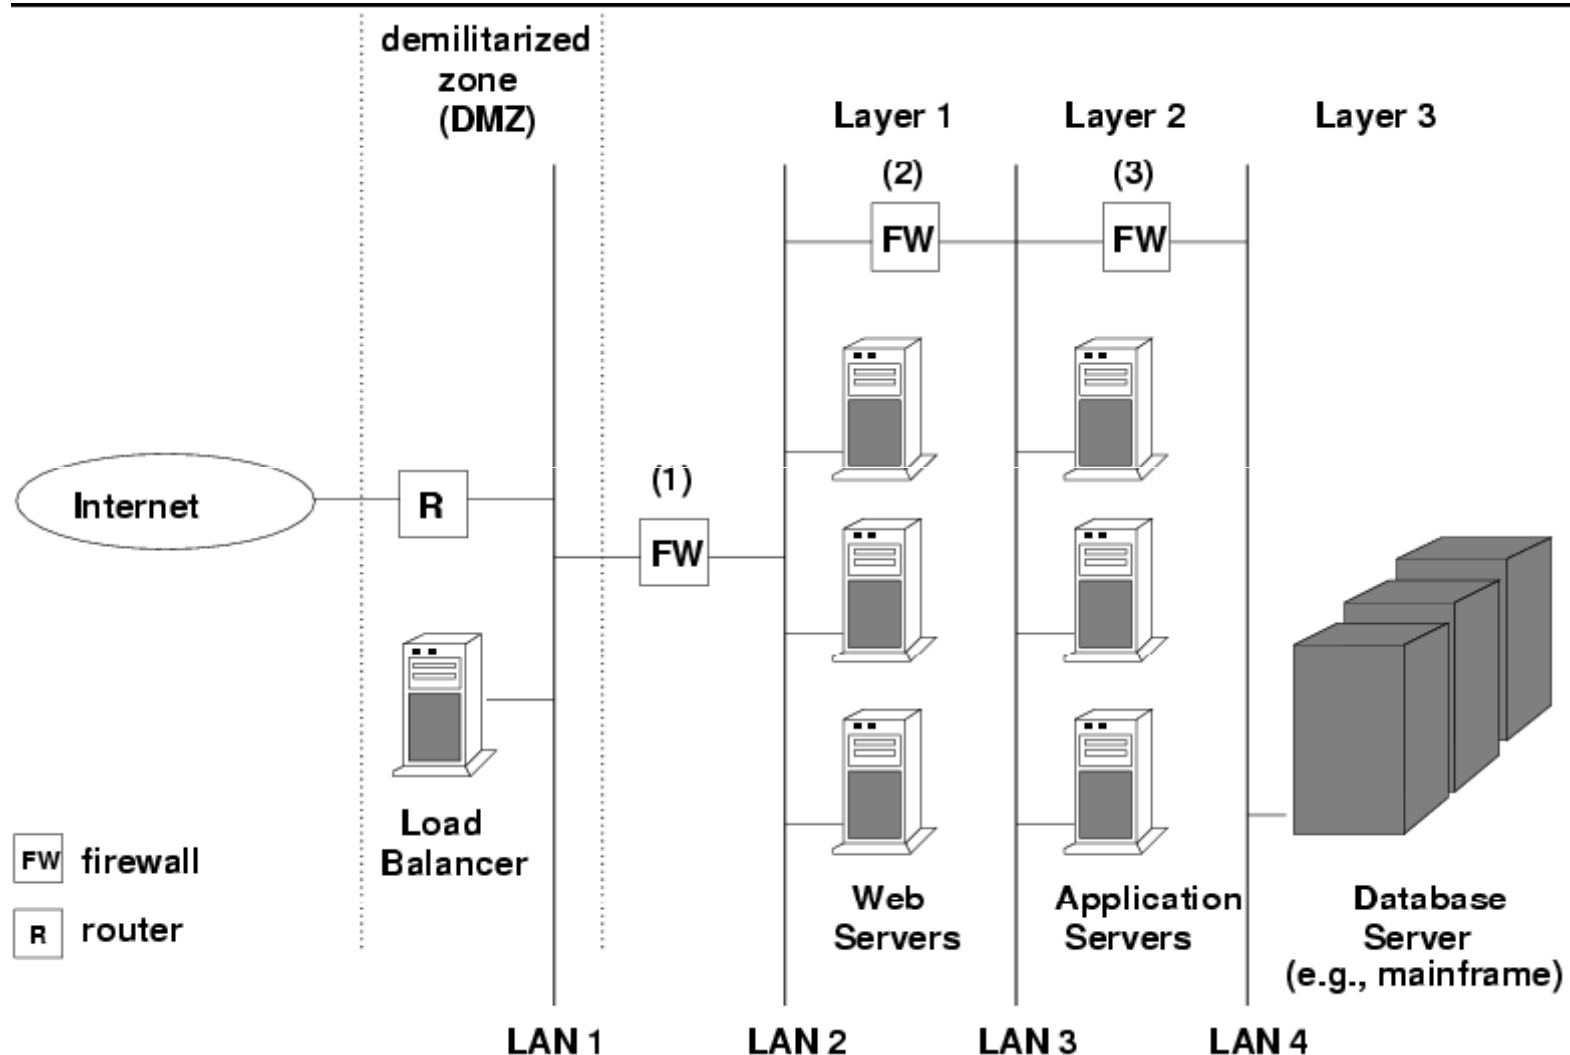 demilitarized
zone
(DMZ)
Layer 1
Layer 2
Layer 3
(2)
(3)
FW
FW
(1)
Internet
R
FW
Load
Balancer
FW firewall
R router
Web
Servers
Application
Servers
Database
Server
(e.g., mainframe)
LAN 1
LAN 2
LAN 3
LAN 4